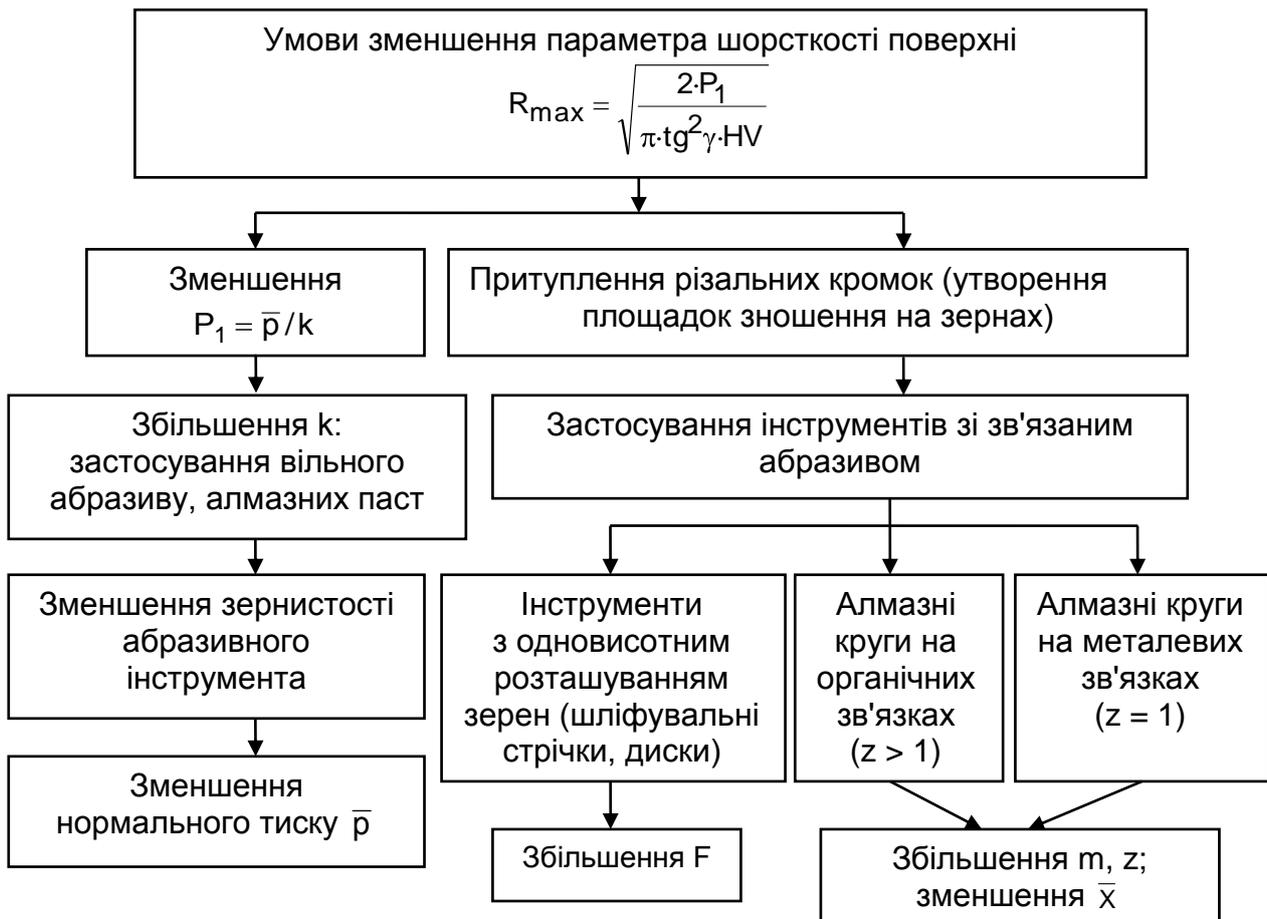 Умови зменшення параметра шорсткості поверхні
R_max = √(2·P₁ / π·tg²γ·HV)
Зменшення
P₁ = p̅/k
Притуплення різальних кромок (утворення
площадок зношення на зернах)
Збільшення k:
застосування вільного
абразиву, алмазних паст
Застосування інструментів зі зв'язаним
абразивом
Зменшення зернистості
абразивного
інструмента
Інструменти
з одновисотним
розташуванням
зерен (шліфувальні
стрічки, диски)
Алмазні
круги на
органічних
зв'язках
(z > 1)
Алмазні круги
на металевих
зв'язках
(z = 1)
Зменшення
нормального тиску p̅
Збільшення F
Збільшення m, z;
зменшення x̅